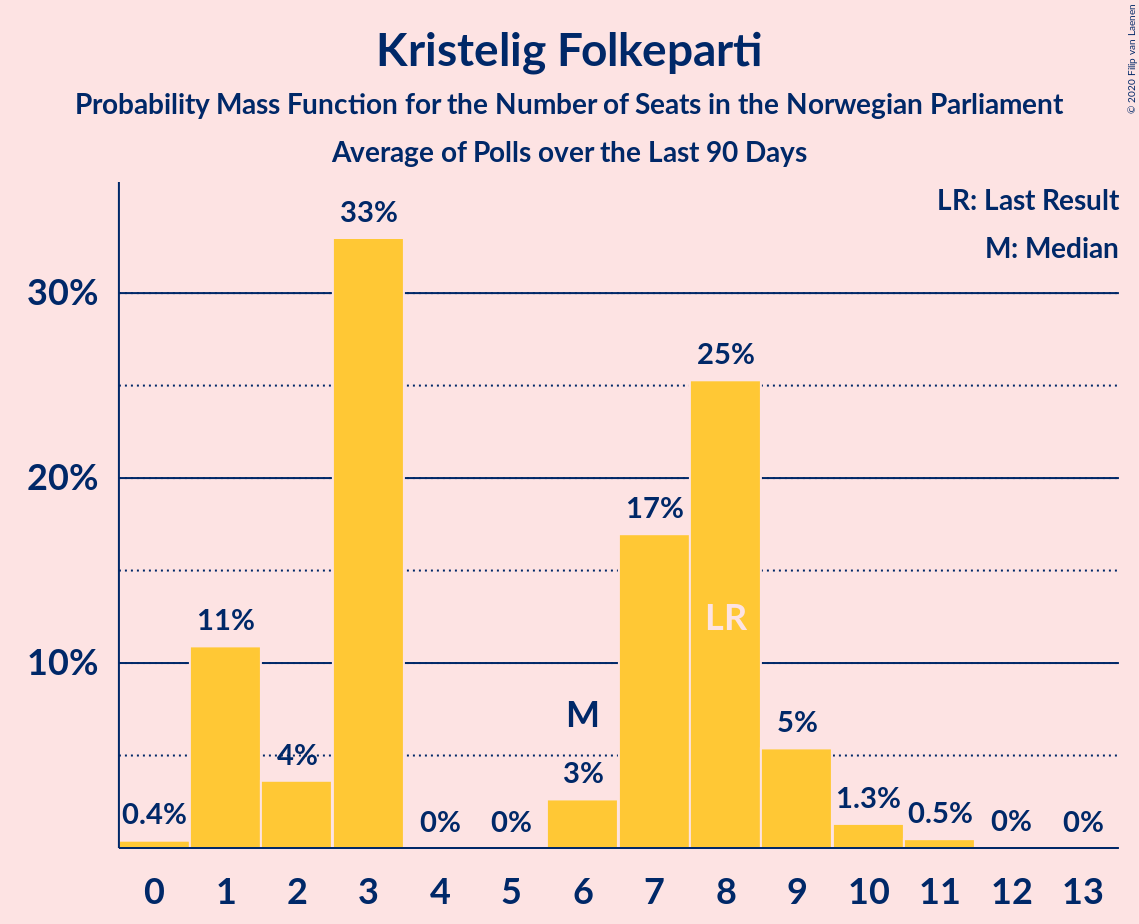 Kristelig Folkeparti
Probability Mass Function for the Number of Seats in the Norwegian Parliament
Average of Polls over the Last 90 Days
© 2020 Filip van Laenen
LR: Last Result
M: Median
33%
30%
25%
20%
17%
LR
11%
10%
M
5%
4%
3%
1.3%
0.4%
0.5%
0%
0%
0%
0%
0 1 2 3 4 5 6 7 8 9 10 11 12 13